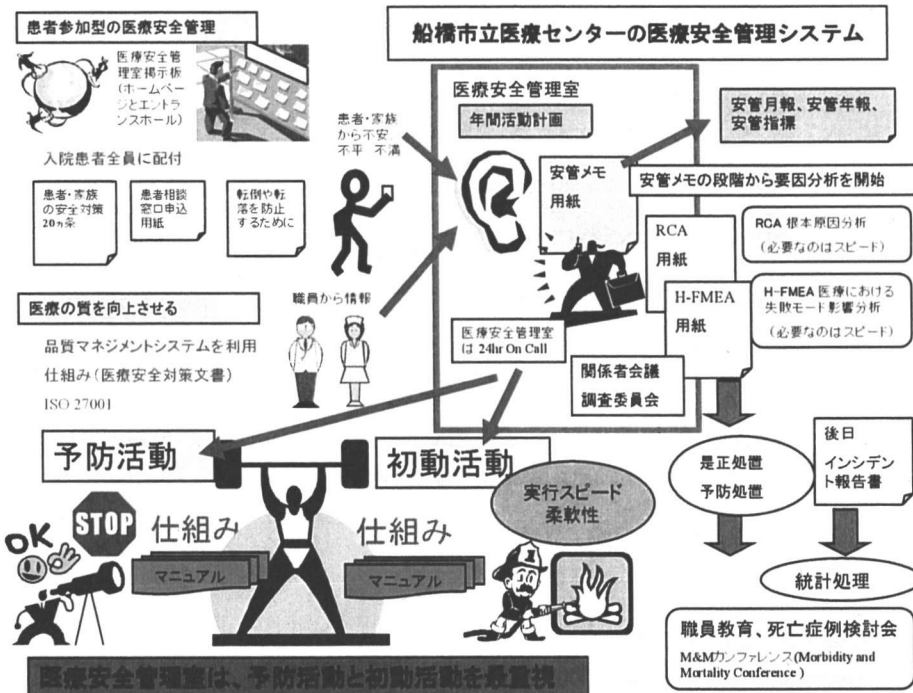 患者参加型の医療安全管理
船橋市立医療センターの医療安全管理システム
医療安全管
理室掲示板
(ホームペー
ジとエントラ
ンスホール)
入院患者全員に配付
患者・家族
の安全対策
20ヵ条
患者相談
窓口申込
用紙
転倒や転
落を防止
するために
患者・家族
から不安
不平 不満
医療安全管理室
年間活動計画
安管メモ
用紙
安管月報、安管年報、
安管指標
安管メモの段階から要因分析を開始
RCA
用紙
RCA 根本原因分析
(必要なのはスピード)
H-FMEA
用紙
H-FMEA 医療における
失敗モード影響分析
(必要なのはスピード)
医療の質を向上させる
品質マネジメントシステムを利用
仕組み(医療安全対策文書)
ISO 27001
職員から情報
医療安全管理室
は 24hr On Call
関係者会議
調査委員会
予防活動
初動活動
実行スピード
柔軟性
是正処置
予防処置
後日
インシデン
ト報告書
OK
STOP
仕組み
マニュアル
仕組み
マニュアル
統計処理
職員教育、死亡症例検討会
M&Mカンファレンス(Morbidity and
Mortality Conference )
医療安全管理室は、予防活動と初動活動を最重視